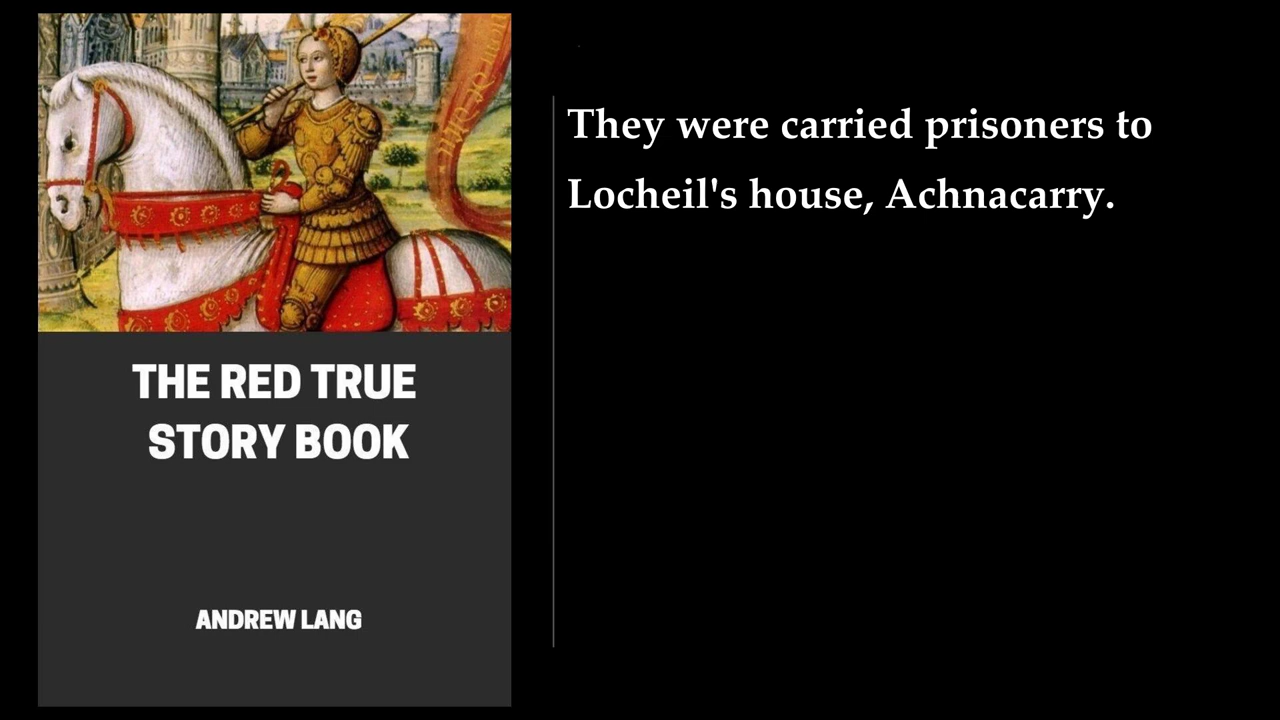 They were carried prisoners to
Locheil's house, Achnacarry.
THE RED TRUE
STORY BOOK
ANDREW LANG